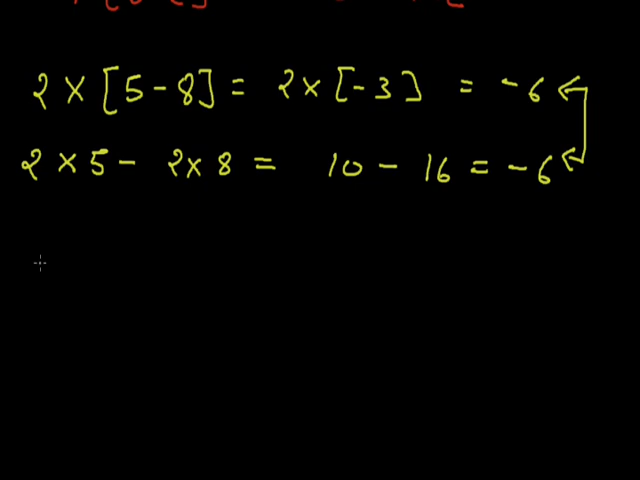 2 × [5 - 8] = 2 × [-3] = -6
2 × 5 - 2 × 8 = 10 - 16 = -6